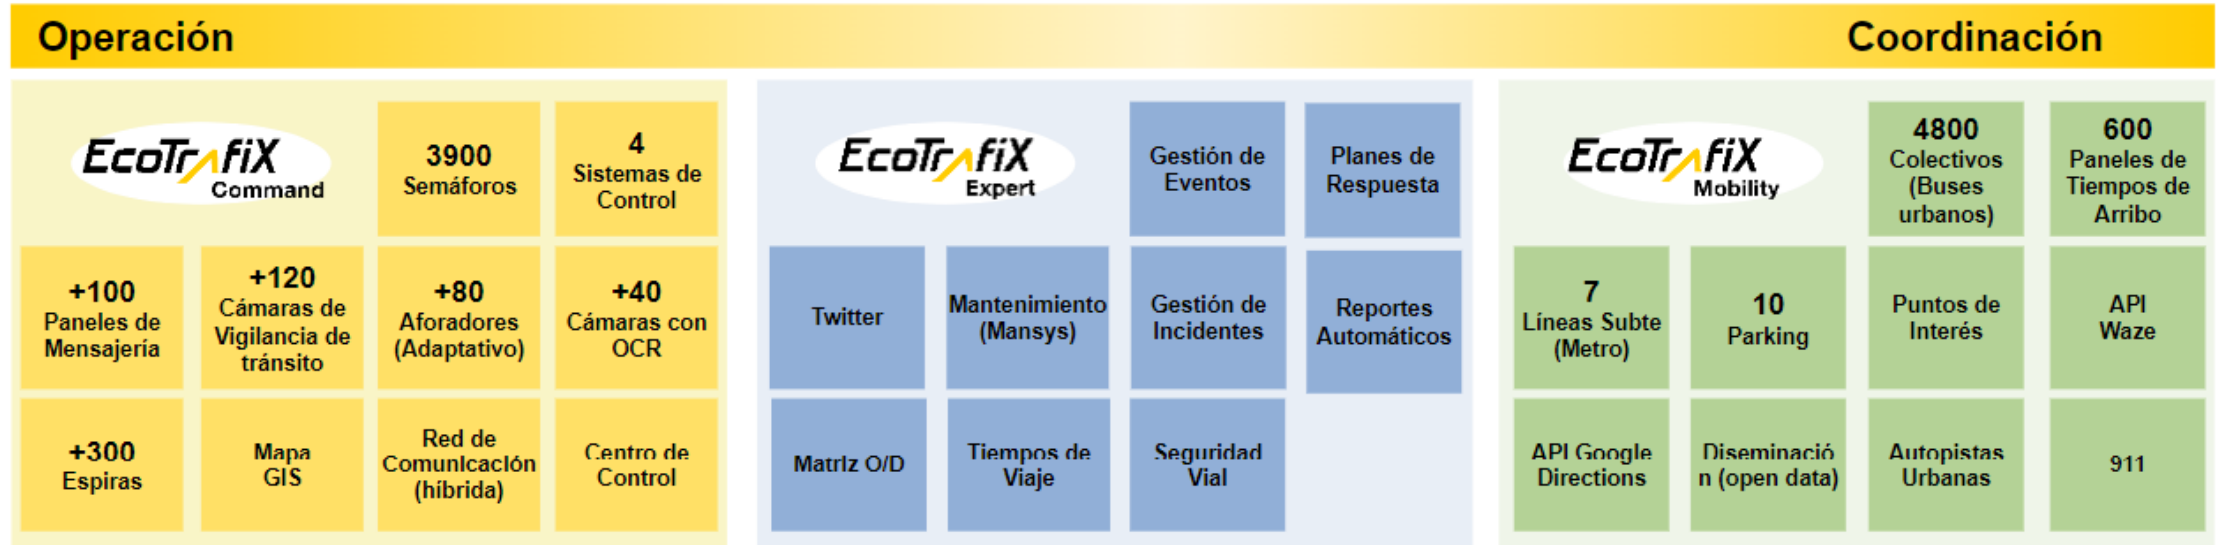 Operación
Coordinación
EcoTrafiX
Command
3900
Semáforos
4
Sistemas de
Control
+100
Paneles de
Mensajería
+120
Cámaras de
Vigilancia de
tránsito
+80
Aforadores
(Adaptativo)
+40
Cámaras con
OCR
+300
Espiras
Mapa
GIS
Red de
Comunicación
(híbrida)
Centro de
Control
EcoTrafiX
Expert
Gestión de
Eventos
Planes de
Respuesta
Twitter
Mantenimiento
(Mansys)
Gestión de
Incidentes
Reportes
Automáticos
Matriz O/D
Tiempos de
Viaje
Seguridad
Vial
EcoTrafiX
Mobility
4800
Colectivos
(Buses
urbanos)
600
Paneles de
Tiempos de
Arribo
7
Líneas Subte
(Metro)
10
Parking
Puntos de
Interés
API
Waze
API Google
Directions
Diseminació
n (open data)
Autopistas
Urbanas
911